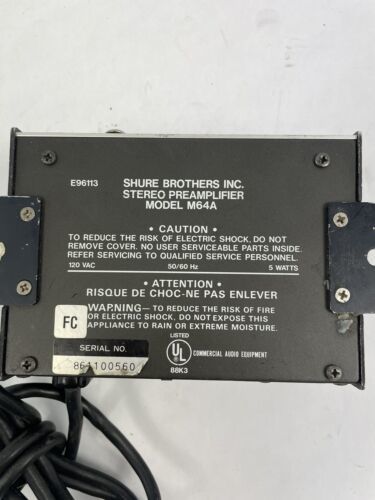 E96113
SHURE BROTHERS INC.
STEREO PREAMPLIFIER
MODEL M64A
• CAUTION •
TO REDUCE THE RISK OF ELECTRIC SHOCK, DO NOT
REMOVE COVER. NO USER SERVICEABLE PARTS INSIDE.
REFER SERVICING TO QUALIFIED SERVICE PERSONNEL.
120 VAC 50/60 Hz 5 WATTS
• ATTENTION •
RISQUE DE CHOC-NE PAS ENLEVER
WARNING— TO REDUCE THE RISK OF FIRE
OR ELECTRIC SHOCK, DO NOT EXPOSE THIS
APPLIANCE TO RAIN OR EXTREME MOISTURE.
FC
SERIAL NO.
861100560
LISTED
UL
COMMERCIAL AUDIO EQUIPMENT
88K3